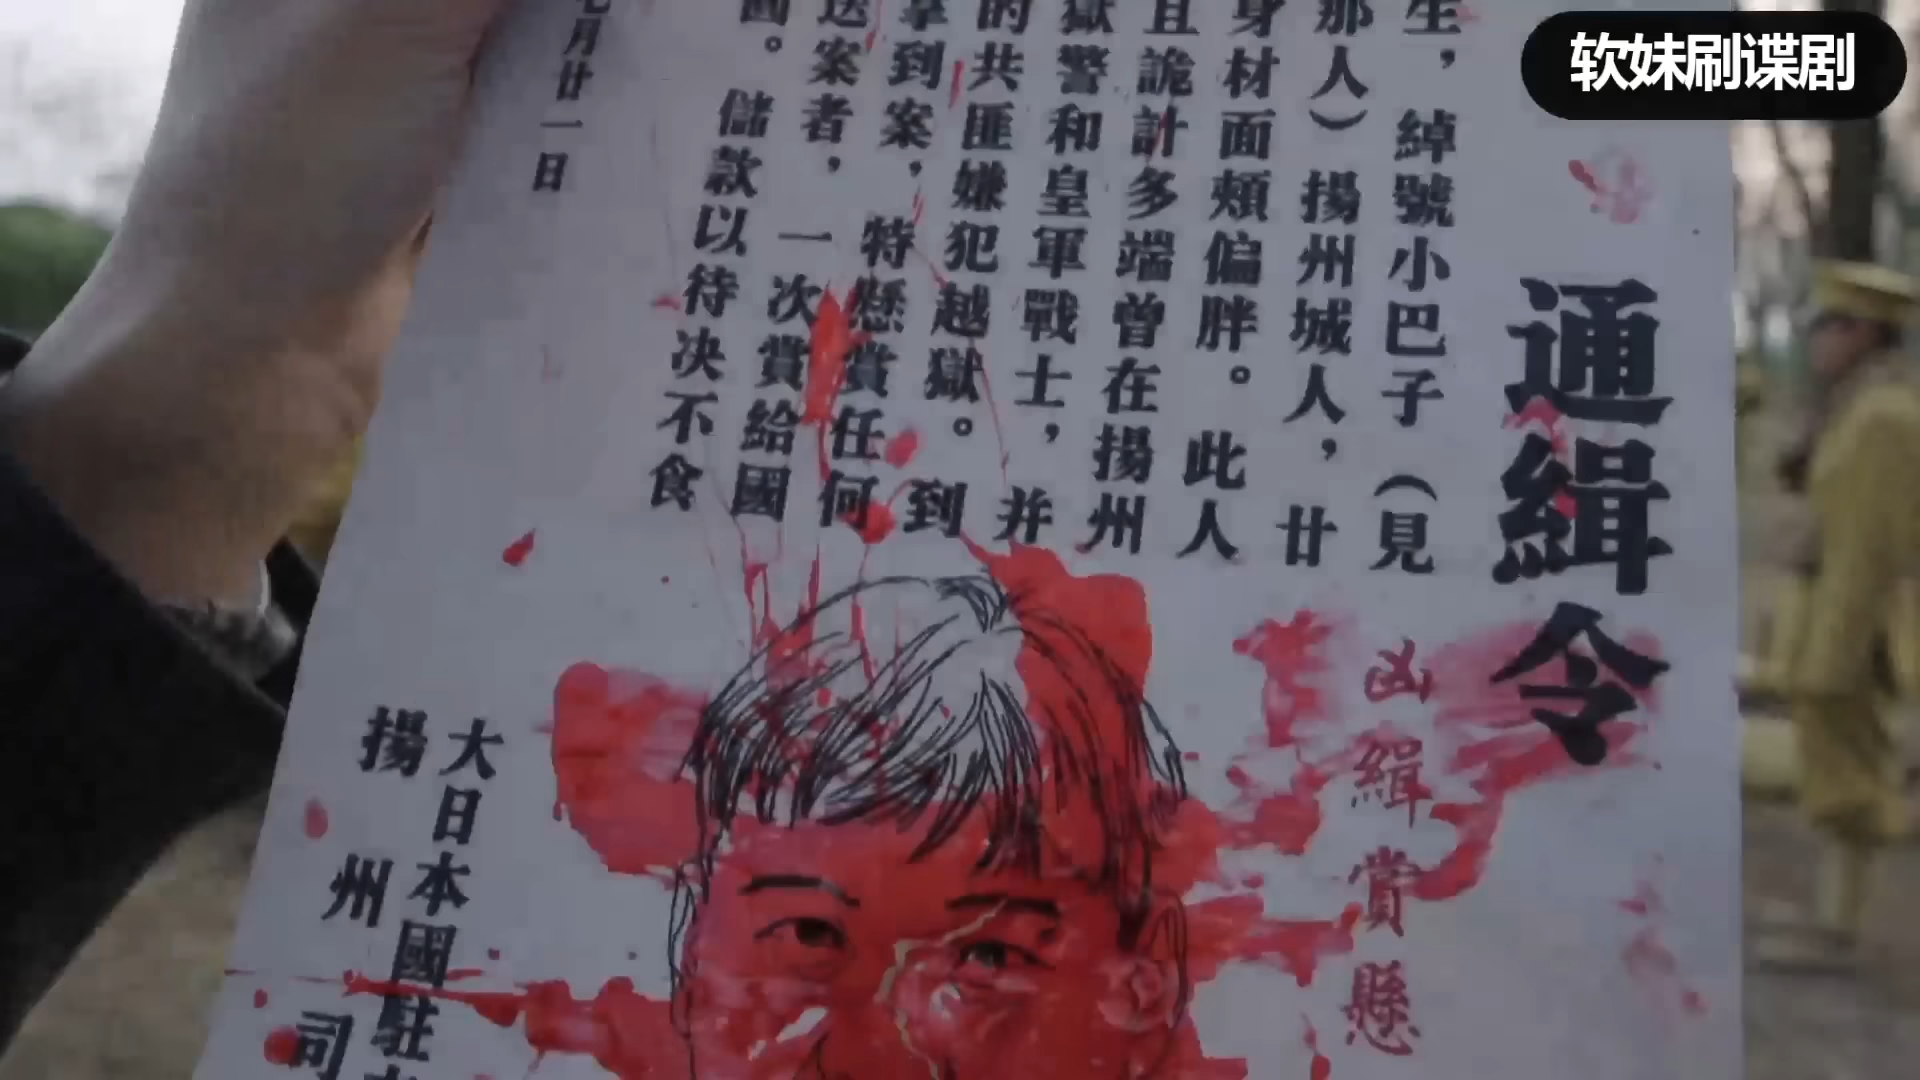 软妹刷谍剧
通緝令
生，綽號小巴子（見
那人）揚州城人，廿
身材面頰偏胖。此人
且詭計多端曾在揚州
獄警和皇軍戰士，并
的共匪嫌犯越獄。到
拿到案，特懸賞任何
送案者，一次賞給國
儲款以待決不食
七月廿一日
凶緝賞懸
大日本國駐
揚州司